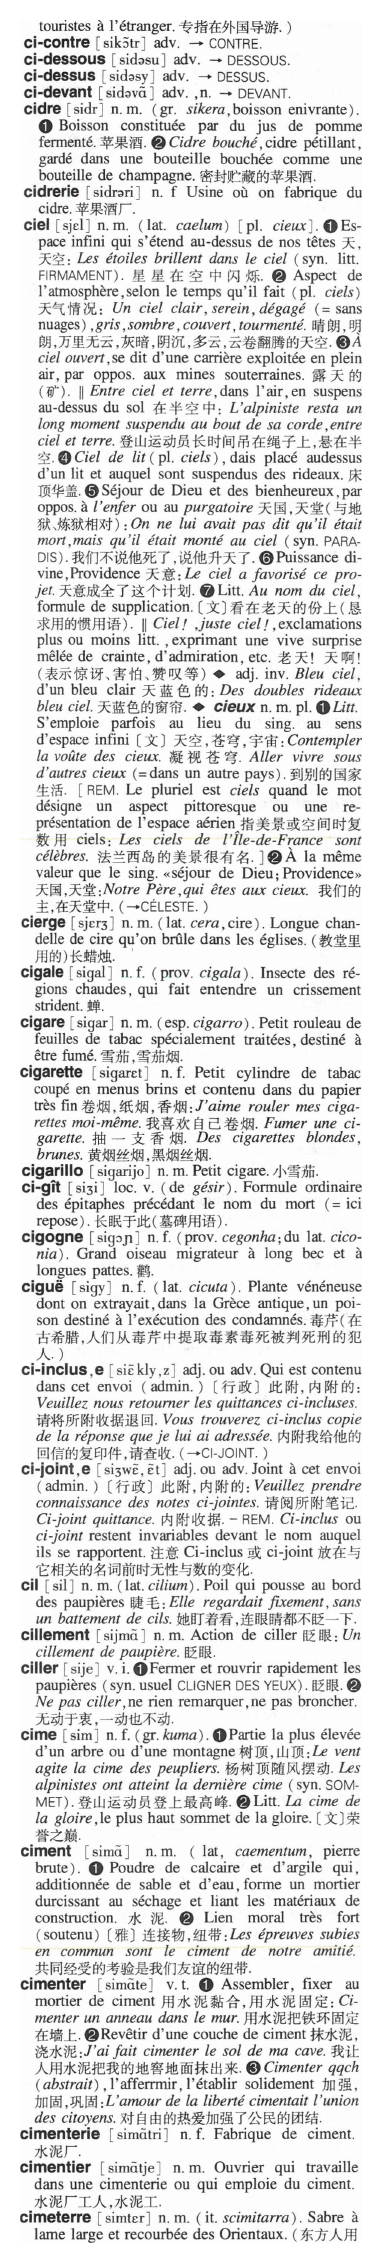 touristes à l'étranger. 专指在外国导游. )
ci-contre [sikɔ̃tr] adv. → CONTRE.
ci-dessous [sidəsu] adv. → DESSOUS.
ci-dessus [sidəsy] adv. → DESSUS.
ci-devant [sidəvɑ̃] adv. ,n. → DEVANT.
cidre [sidr] n. m. (gr. sikera, boisson enivrante).
❶ Boisson constituée par du jus de pomme
fermenté. 苹果酒. ❷ Cidre bouché, cidre pétillant,
gardé dans une bouteille bouchée comme une
bouteille de champagne. 密封贮藏的苹果酒.
cidrerie [sidrəri] n. f Usine où on fabrique du
cidre. 苹果酒厂.
ciel [sjɛl] n. m. (lat. caelum) [pl. cieux]. ❶ Es-
pace infini qui s'étend au-dessus de nos têtes 天,
天空: Les étoiles brillent dans le ciel (syn. litt.
FIRMAMENT). 星星在空中闪烁. ❷ Aspect de
l'atmosphère, selon le temps qu'il fait (pl. ciels)
天气情况: Un ciel clair, serein, dégagé (= sans
nuages), gris, sombre, couvert, tourmenté. 晴朗,明
朗,万里无云,灰暗,阴沉,多云,云卷翻腾的天空. ❸ À
ciel ouvert, se dit d'une carrière exploitée en plein
air, par oppos. aux mines souterraines. 露天的
(矿). ‖ Entre ciel et terre, dans l'air, en suspens
au-dessus du sol 在半空中: L'alpiniste resta un
long moment suspendu au bout de sa corde, entre
ciel et terre. 登山运动员长时间吊在绳子上,悬在半
空. ❹ Ciel de lit (pl. ciels), dais placé audessus
d'un lit et auquel sont suspendus des rideaux. 床
顶华盖. ❺ Séjour de Dieu et des bienheureux, par
oppos. à l'enfer ou au purgatoire 天国,天堂(与地
狱、炼狱相对): On ne lui avait pas dit qu'il était
mort, mais qu'il était monté au ciel (syn. PARA-
DIS). 我们不说他死了,说他升天了. ❻ Puissance di-
vine, Providence 天意: Le ciel a favorisé ce pro-
jet. 天意成全了这个计划. ❼ Litt. Au nom du ciel,
formule de supplication. 〔文〕看在老天的份上(恳
求用的惯用语). ‖ Ciel! , juste ciel!, exclamations
plus ou moins litt. , exprimant une vive surprise
mêlée de crainte, d'admiration, etc. 老天! 天啊!
(表示惊讶、害怕、赞叹等) ◆ adj. inv. Bleu ciel,
d'un bleu clair 天蓝色的: Des doubles rideaux
bleu ciel. 天蓝色的窗帘. ◆ cieux n. m. pl. ❶ Litt.
S'emploie parfois au lieu du sing. au sens
d'espace infini 〔文〕天空,苍穹,宇宙: Contempler
la voûte des cieux. 凝视苍穹. Aller vivre sous
d'autres cieux (= dans un autre pays). 到别的国家
生活. [REM. Le pluriel est ciels quand le mot
désigne un aspect pittoresque ou une re-
présentation de l'espace aérien 指美景或空间时复
数用 ciels: Les ciels de l'Île-de-France sont
célèbres. 法兰西岛的美景很有名. ] ❷ À la même
valeur que le sing. «séjour de Dieu; Providence»
天国,天堂: Notre Père, qui êtes aux cieux. 我们的
主,在天堂中. (→CÉLESTE. )
cierge [sjɛrʒ] n. m. (lat. cera, cire). Longue chan-
delle de cire qu'on brûle dans les églises. (教堂里
用的)长蜡烛.
cigale [sigal] n. f. (prov. cigala). Insecte des ré-
gions chaudes, qui fait entendre un crissement
strident. 蝉.
cigare [sigar] n. m. (esp. cigarro). Petit rouleau de
feuilles de tabac spécialement traitées, destiné à
être fumé. 雪茄,雪茄烟.
cigarette [sigarɛt] n. f. Petit cylindre de tabac
coupé en menus brins et contenu dans du papier
très fin 卷烟,纸烟,香烟: J'aime rouler mes ciga-
rettes moi-même. 我喜欢自己卷烟. Fumer une ci-
garette. 抽一支香烟. Des cigarettes blondes,
brunes. 黄烟丝烟,黑烟丝烟.
cigarillo [sigarijo] n. m. Petit cigare. 小雪茄.
ci-gît [siʒi] loc. v. (de gésir). Formule ordinaire
des épitaphes précédant le nom du mort (= ici
repose). 长眠于此(墓碑用语).
cigogne [sigɔɲ] n. f. (prov. cegonha; du lat. cico-
nia). Grand oiseau migrateur à long bec et à
longues pattes. 鹳.
ciguë [sigy] n. f. (lat. cicuta). Plante vénéneuse
dont on extrayait, dans la Grèce antique, un poi-
son destiné à l'exécution des condamnés. 毒芹(在
古希腊,人们从毒芹中提取毒素毒死被判死刑的犯
人. )
ci-inclus, e [siɛ̃kly, z] adj. ou adv. Qui est contenu
dans cet envoi (admin. ) 〔行政〕此附,内附的:
Veuillez nous retourner les quittances ci-incluses.
请将所附收据退回. Vous trouverez ci-inclus copie
de la réponse que je lui ai adressée. 内附我给他的
回信的复印件,请查收. (→CI-JOINT. )
ci-joint, e [siʒwɛ̃, ɛ̃t] adj. ou adv. Joint à cet envoi
(admin. ) 〔行政〕此附,内附的: Veuillez prendre
connaissance des notes ci-jointes. 请阅所附笔记.
Ci-joint quittance. 内附收据. – REM. Ci-inclus ou
ci-joint restent invariables devant le nom auquel
ils se rapportent. 注意 Ci-inclus 或 ci-joint 放在与
它相关的名词前时无性与数的变化.
cil [sil] n. m. (lat. cilium). Poil qui pousse au bord
des paupières 睫毛: Elle regardait fixement, sans
un battement de cils. 她盯着看,连眼睛都不眨一下.
cillement [sijmɑ̃] n. m. Action de ciller 眨眼: Un
cillement de paupière. 眨眼.
ciller [sije] v. i. ❶ Fermer et rouvrir rapidement les
paupières (syn. usuel CLIGNER DES YEUX). 眨眼. ❷
Ne pas ciller, ne rien remarquer, ne pas broncher.
无动于衷,一动也不动.
cime [sim] n. f. (gr. kuma). ❶ Partie la plus élevée
d'un arbre ou d'une montagne 树顶,山顶: Le vent
agite la cime des peupliers. 杨树顶随风摆动. Les
alpinistes ont atteint la dernière cime (syn. SOM-
MET). 登山运动员登上最高峰. ❷ Litt. La cime de
la gloire, le plus haut sommet de la gloire. 〔文〕荣
誉之巅.
ciment [simɑ̃] n. m. ( lat, caementum, pierre
brute). ❶ Poudre de calcaire et d'argile qui,
additionnée de sable et d'eau, forme un mortier
durcissant au séchage et liant les matériaux de
construction. 水泥. ❷ Lien moral très fort
(soutenu) 〔雅〕连接物,纽带: Les épreuves subies
en commun sont le ciment de notre amitié.
共同经受的考验是我们友谊的纽带.
cimenter [simɑ̃te] v. t. ❶ Assembler, fixer au
mortier de ciment 用水泥黏合,用水泥固定: Ci-
menter un anneau dans le mur. 用水泥把铁环固定
在墙上. ❷ Revêtir d'une couche de ciment 抹水泥,
浇水泥: J'ai fait cimenter le sol de ma cave. 我让
人用水泥把我的地窖地面抹出来. ❸ Cimenter qqch
(abstrait), l'afferrmir, l'établir solidement 加强,
加固,巩固: L'amour de la liberté cimentait l'union
des citoyens. 对自由的热爱加强了公民的团结.
cimenterie [simɑ̃tri] n. f. Fabrique de ciment.
水泥厂.
cimentier [simɑ̃tje] n. m. Ouvrier qui travaille
dans une cimenterie ou qui emploie du ciment.
水泥厂工人,水泥工.
cimeterre [simtɛr] n. m. (it. scimitarra). Sabre à
lame large et recourbée des Orientaux. (东方人用